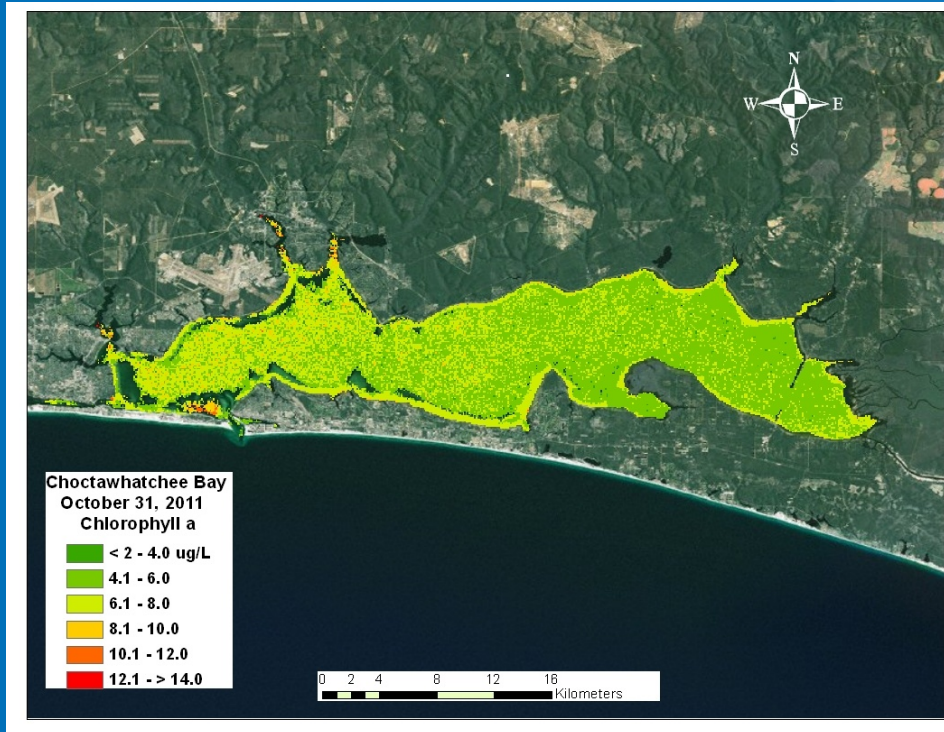 N
W E
S
Choctawhatchee Bay
October 31, 2011
Chlorophyll a
< 2 - 4.0 ug/L
4.1 - 6.0
6.1 - 8.0
8.1 - 10.0
10.1 - 12.0
12.1 - > 14.0
0 2 4 8 12 16
Kilometers